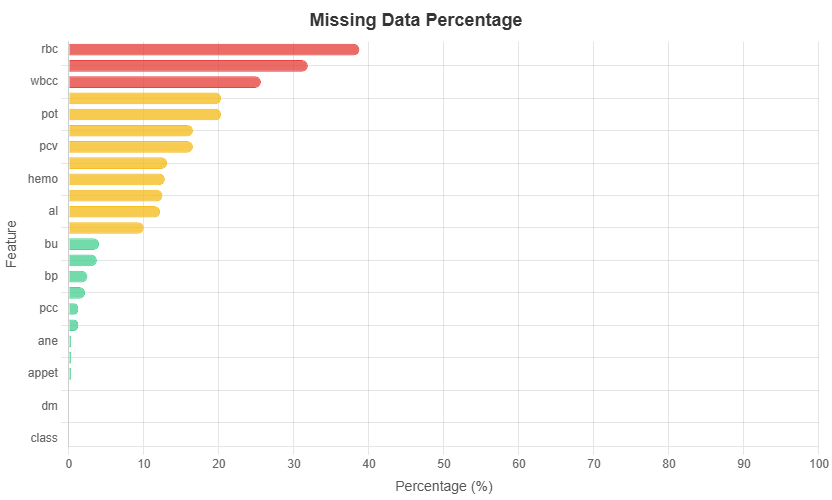 Missing Data Percentage
Feature
rbc
wbcc
pot
pcv
hemo
al
bu
bp
pcc
ane
appet
dm
class
0 10 20 30 40 50 60 70 80 90 100
Percentage (%)